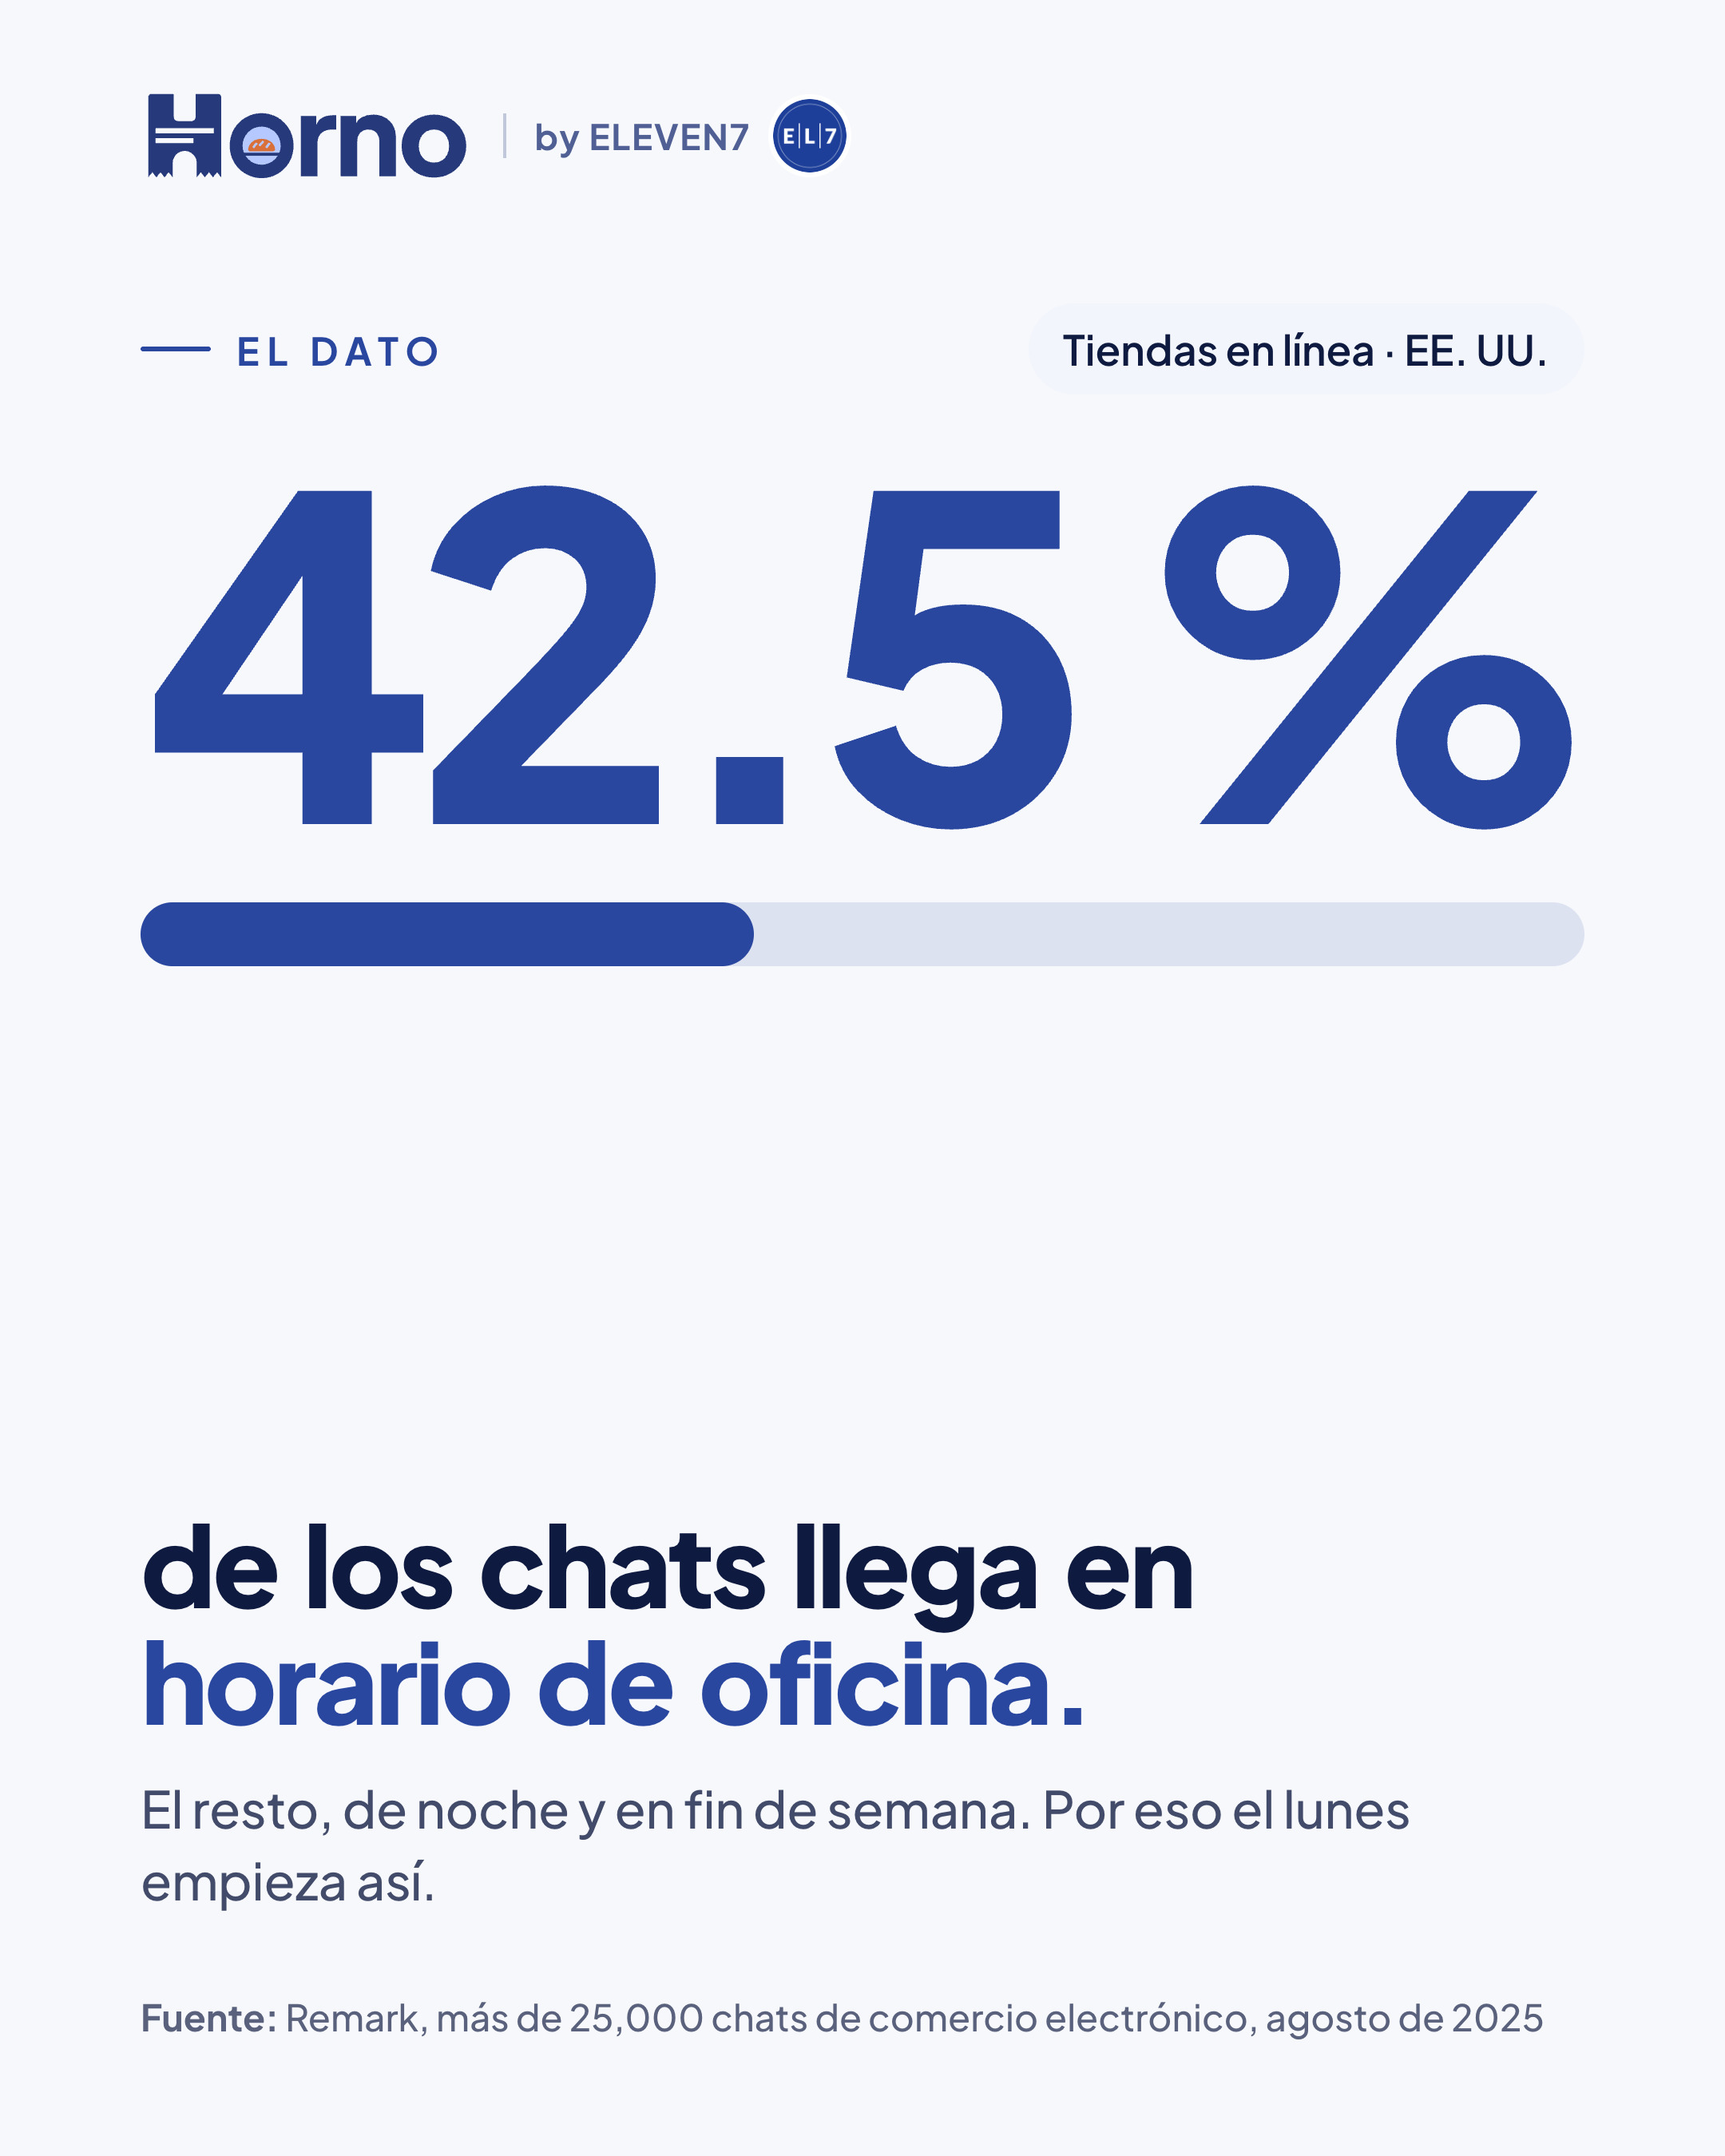 Horno
by ELEVEN7
E|L|7
EL DATO
Tiendas en línea · EE. UU.
42.5 %
de los chats llega en
horario de oficina.
El resto, de noche y en fin de semana. Por eso el lunes
empieza así.
Fuente: Remark, más de 25,000 chats de comercio electrónico, agosto de 2025